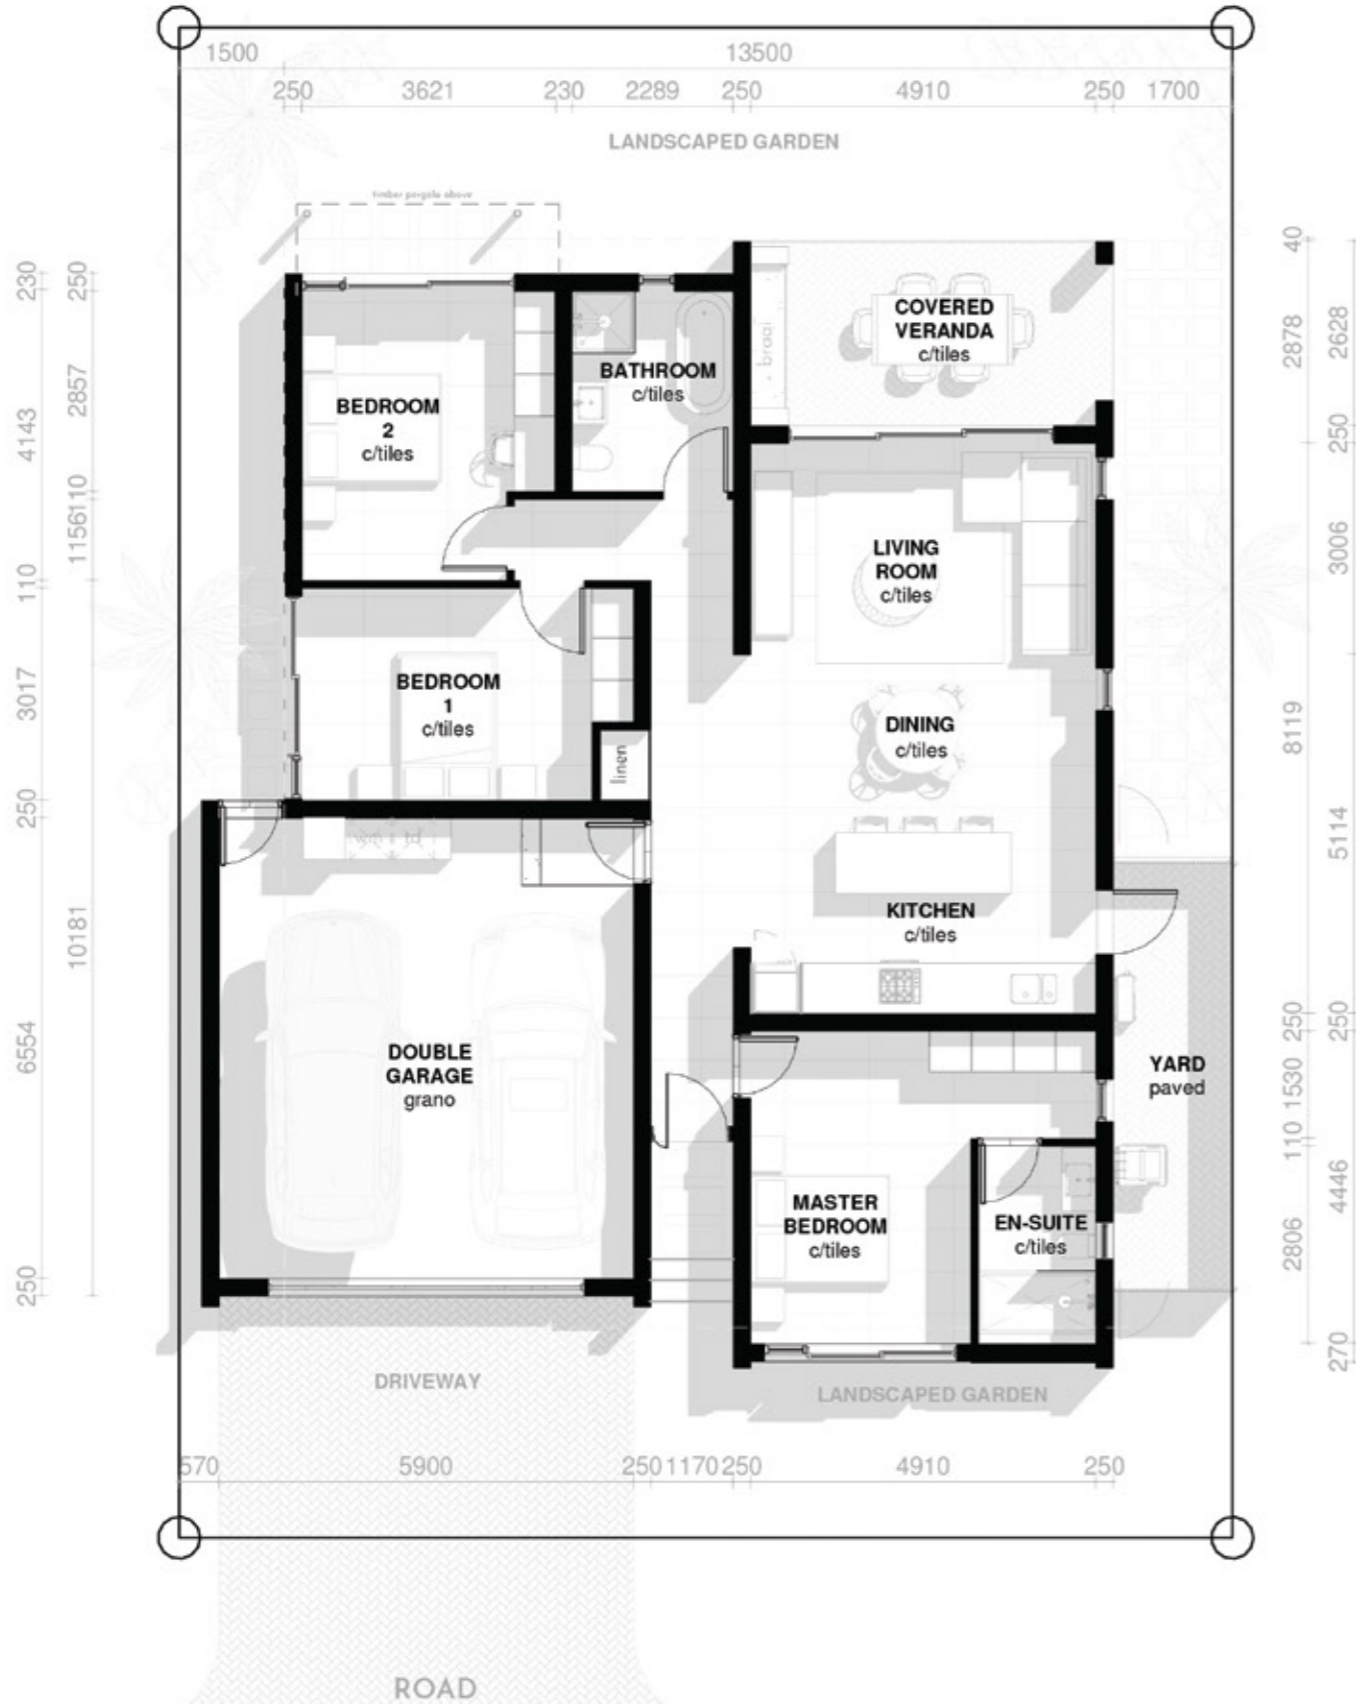 1500
13500
250
3621
230
2289
250
4910
250
1700
LANDSCAPED GARDEN
timber pergola above
230
250
40
COVERED
VERANDA
c/tiles
braai
BATHROOM
c/tiles
2878
2628
2857
4143
BEDROOM
2
c/tiles
250
250
110
1156
3006
LIVING
ROOM
c/tiles
110
BEDROOM
1
c/tiles
3017
DINING
c/tiles
8119
linen
250
5114
10181
KITCHEN
c/tiles
6554
DOUBLE
GARAGE
grano
250
250
YARD
paved
1530
110
4446
MASTER
BEDROOM
c/tiles
EN-SUITE
c/tiles
2806
250
270
DRIVEWAY
LANDSCAPED GARDEN
570
5900
250
1170
250
4910
250
ROAD